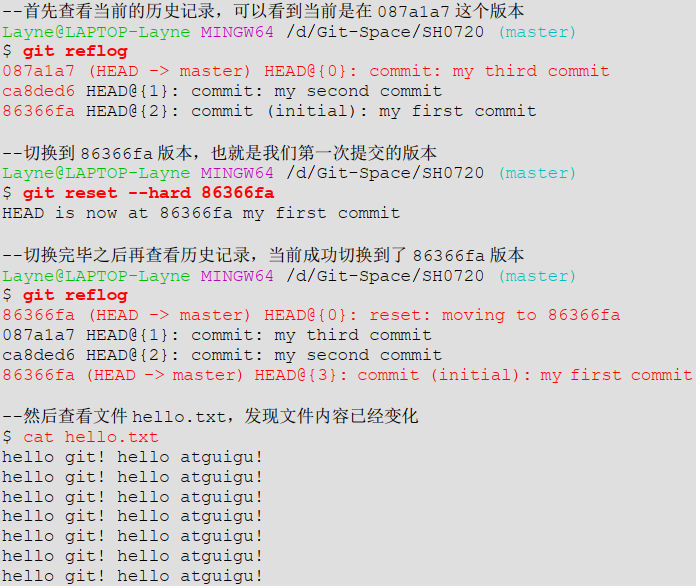 --首先查看当前的历史记录，可以看到当前是在 087a1a7 这个版本
Layne@LAPTOP-Layne MINGW64 /d/Git-Space/SH0720 (master)
$ git reflog
087a1a7 (HEAD -> master) HEAD@{0}: commit: my third commit
ca8ded6 HEAD@{1}: commit: my second commit
86366fa HEAD@{2}: commit (initial): my first commit
--切换到 86366fa 版本，也就是我们第一次提交的版本
Layne@LAPTOP-Layne MINGW64 /d/Git-Space/SH0720 (master)
$ git reset --hard 86366fa
HEAD is now at 86366fa my first commit
--切换完毕之后再查看历史记录，当前成功切换到了 86366fa 版本
Layne@LAPTOP-Layne MINGW64 /d/Git-Space/SH0720 (master)
$ git reflog
86366fa (HEAD -> master) HEAD@{0}: reset: moving to 86366fa
087a1a7 HEAD@{1}: commit: my third commit
ca8ded6 HEAD@{2}: commit: my second commit
86366fa (HEAD -> master) HEAD@{3}: commit (initial): my first commit
--然后查看文件 hello.txt，发现文件内容已经变化
$ cat hello.txt
hello git! hello atguigu!
hello git! hello atguigu!
hello git! hello atguigu!
hello git! hello atguigu!
hello git! hello atguigu!
hello git! hello atguigu!
hello git! hello atguigu!